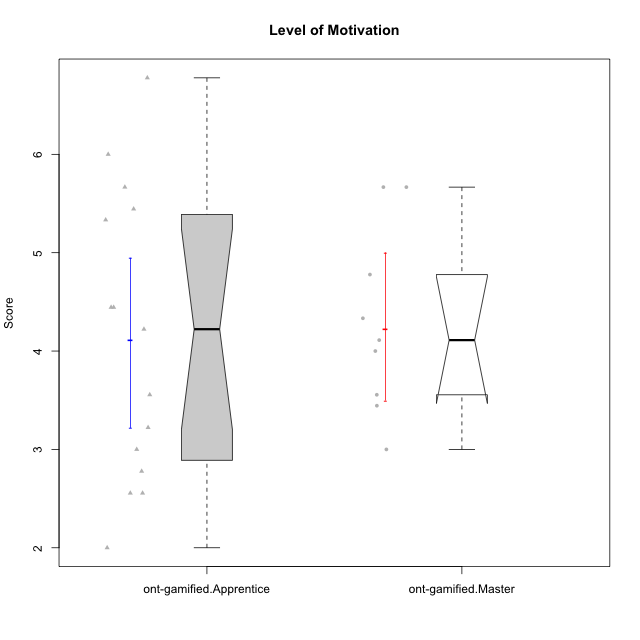 Level of Motivation
Score
6
5
4
3
2
ont-gamified.Apprentice
ont-gamified.Master